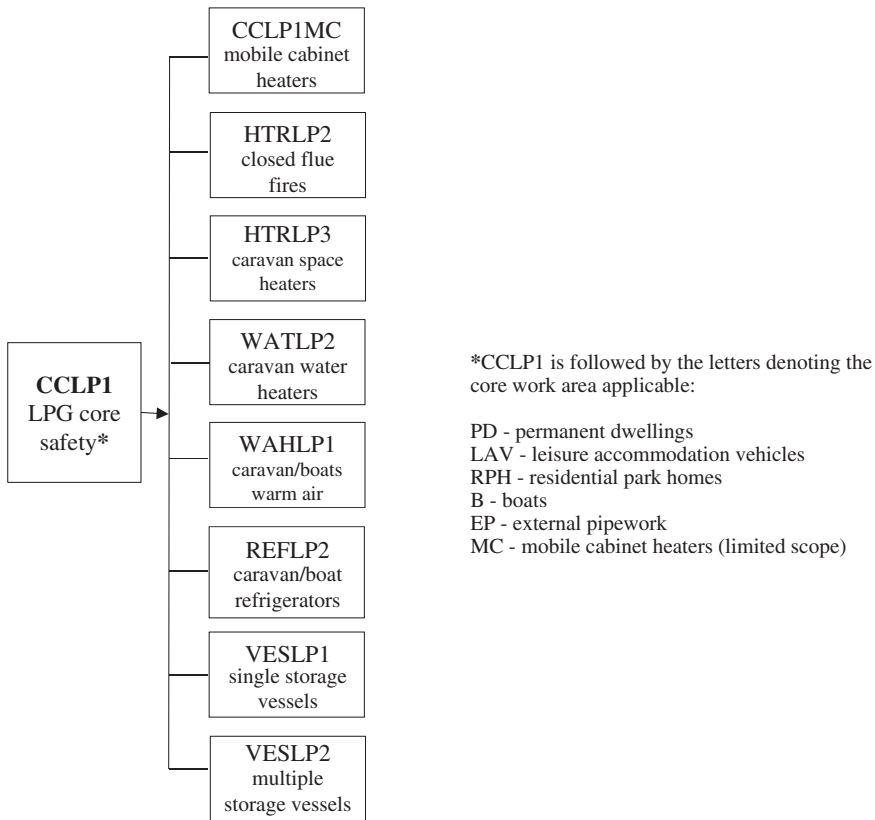 CCLP1MC
mobile cabinet
heaters
HTRLP2
closed flue
fires
HTRLP3
caravan space
heaters
WATLP2
caravan water
heaters
CCLP1
LPG core
safety*
WAHLP1
caravan/boats
warm air
REFLP2
caravan/boat
refrigerators
VESLP1
single storage
vessels
VESLP2
multiple
storage vessels
*CCLP1 is followed by the letters denoting the
core work area applicable:
PD - permanent dwellings
LAV - leisure accommodation vehicles
RPH - residential park homes
B - boats
EP - external pipework
MC - mobile cabinet heaters (limited scope)